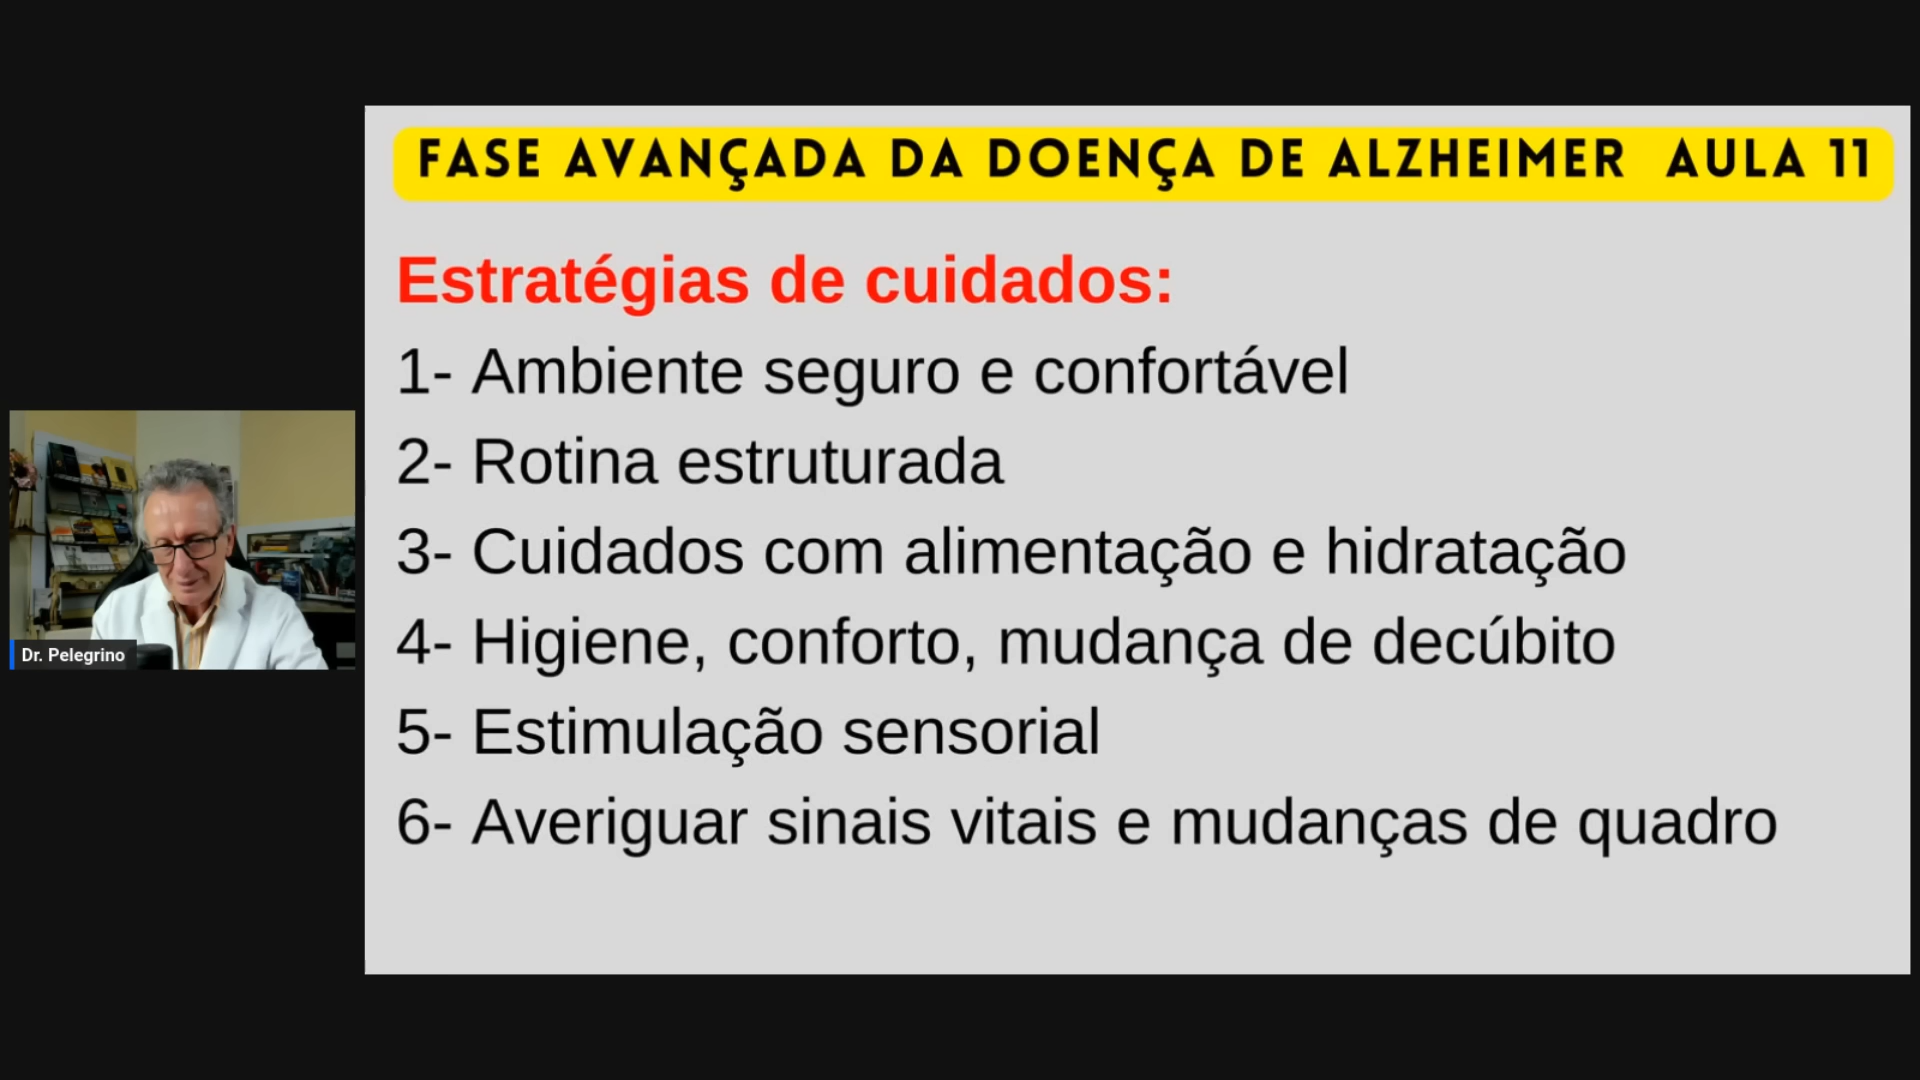 FASE AVANÇADA DA DOENÇA DE ALZHEIMER AULA 11
Estratégias de cuidados:
1- Ambiente seguro e confortável
2- Rotina estruturada
3- Cuidados com alimentação e hidratação
4- Higiene, conforto, mudança de decúbito
5- Estimulação sensorial
6- Averiguar sinais vitais e mudanças de quadro
Dr. Pelegrino